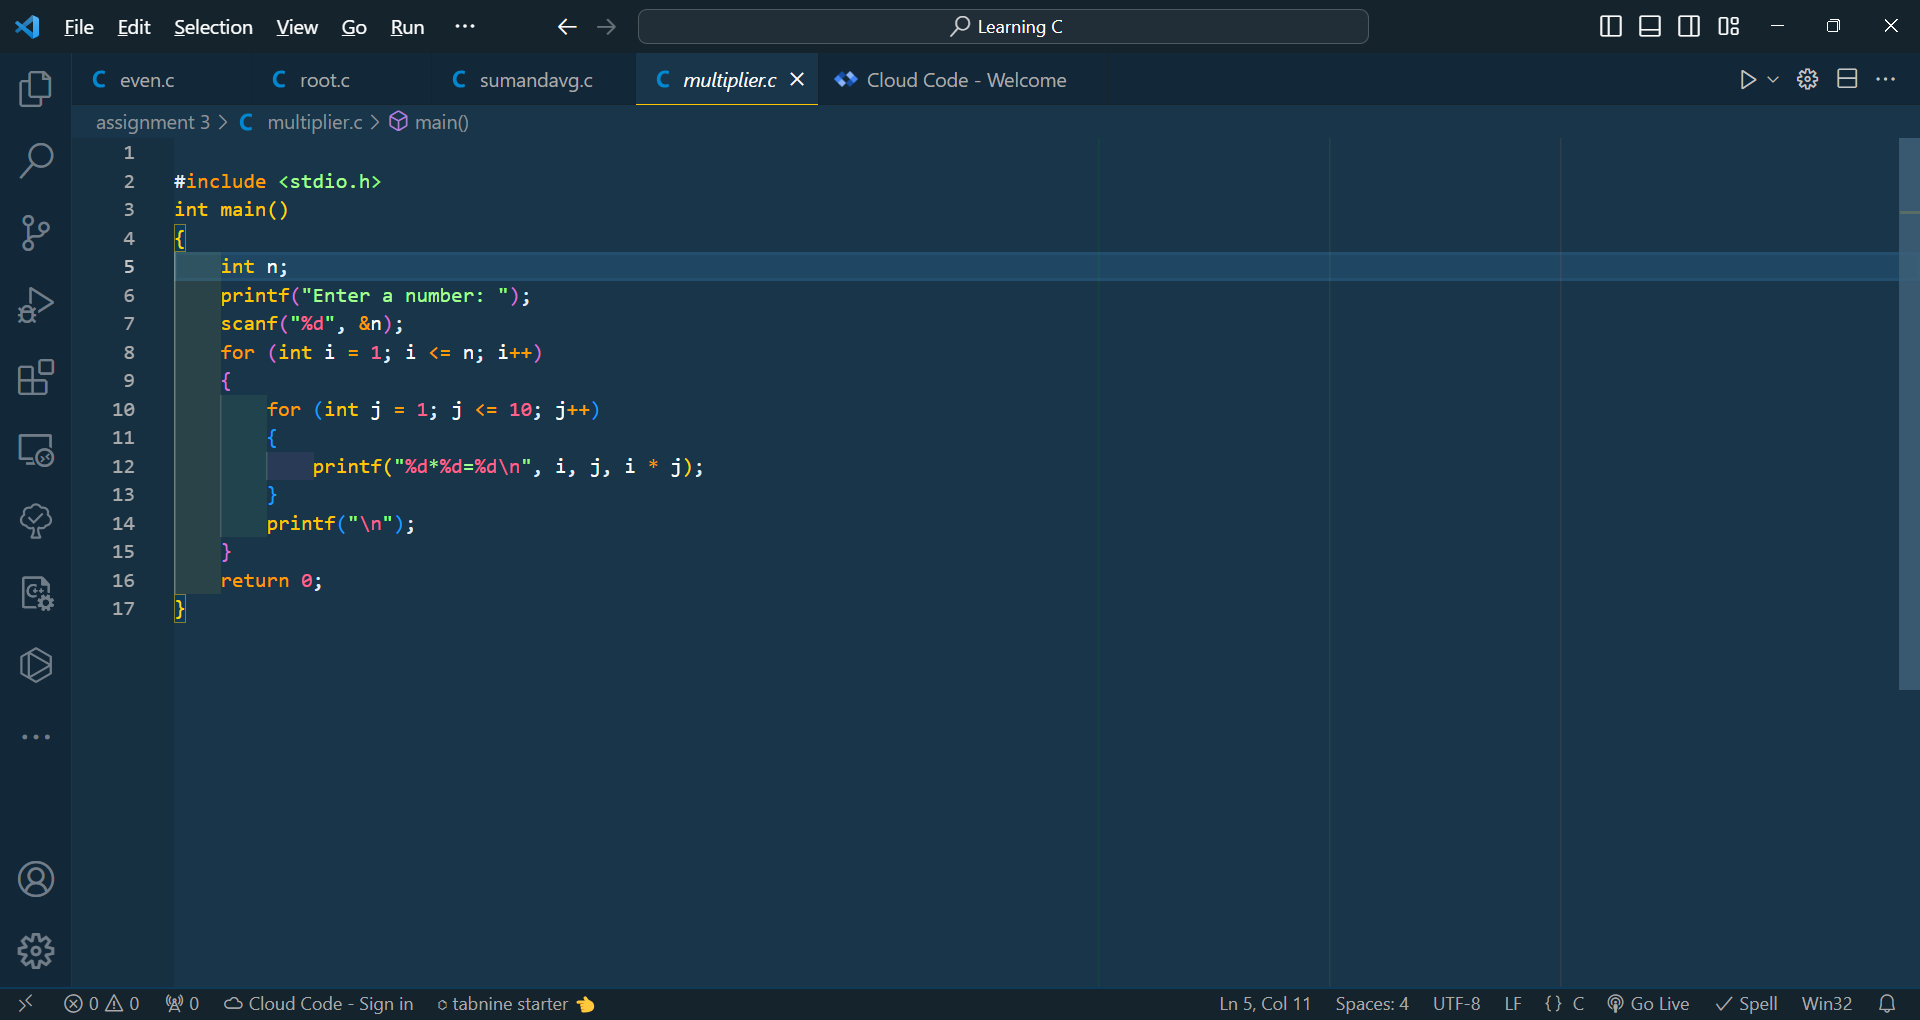 File Edit Selection View Go Run ··· Learning C
C even.c C root.c C sumandavg.c C multiplier.c Cloud Code - Welcome
assignment 3 > C multiplier.c > main()
1
2 #include <stdio.h>
3 int main()
4 {
5 int n;
6 printf("Enter a number: ");
7 scanf("%d", &n);
8 for (int i = 1; i <= n; i++)
9 {
10 for (int j = 1; j <= 10; j++)
11 {
12 printf("%d*%d=%d\n", i, j, i * j);
13 }
14 printf("\n");
15 }
16 return 0;
17 }
0 0 0 Cloud Code - Sign in tabnine starter Ln 5, Col 11 Spaces: 4 UTF-8 LF {} C Go Live Spell Win32